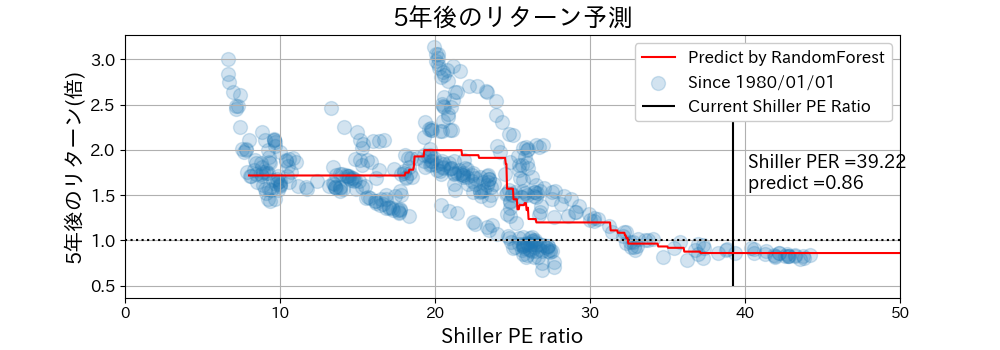 5年後のリターン予測
5年後のリターン(倍)
3.0
2.5
2.0
1.5
1.0
0.5
Predict by RandomForest
Since 1980/01/01
Current Shiller PE Ratio
Shiller PER =39.22
predict =0.86
0 10 20 30 40 50
Shiller PE ratio